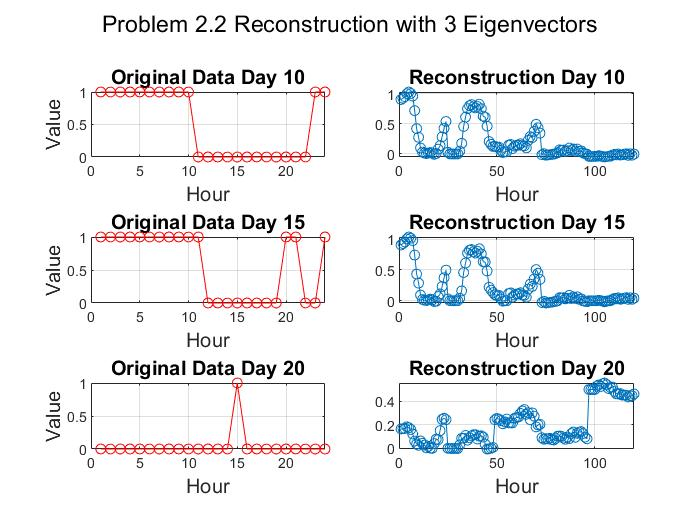 Problem 2.2 Reconstruction with 3 Eigenvectors
Original Data Day 10
Value
1
0.5
0
0 5 10 15 20
Hour
Reconstruction Day 10
1
0.5
0
0 50 100
Hour
Original Data Day 15
Value
1
0.5
0
0 5 10 15 20
Hour
Reconstruction Day 15
1
0.5
0
0 50 100
Hour
Original Data Day 20
Value
1
0.5
0
0 5 10 15 20
Hour
Reconstruction Day 20
0.4
0.2
0
0 50 100
Hour